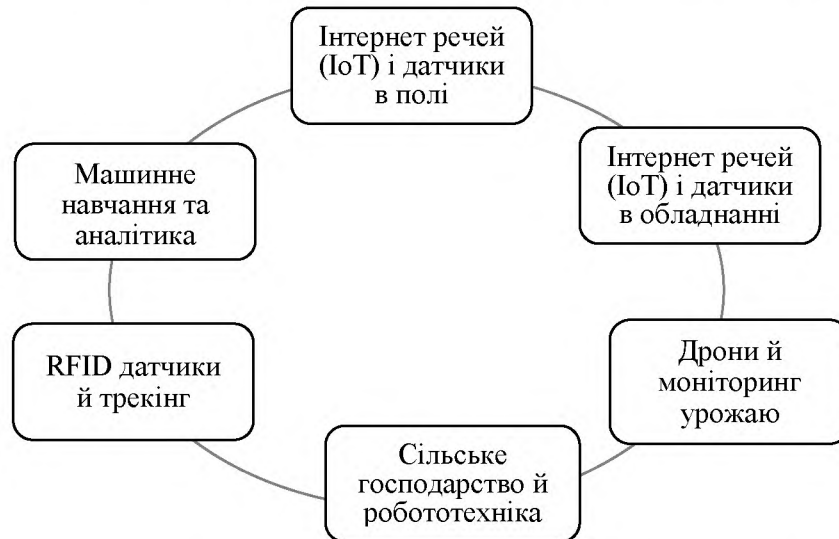 Інтернет речей
(IoT) і датчики
в полі
Інтернет речей
(IoT) і датчики
в обладнанні
Дрони й
моніторинг
урожаю
Сільське
господарство й
робототехніка
RFID датчики
й трекінг
Машинне
навчання та
аналітика